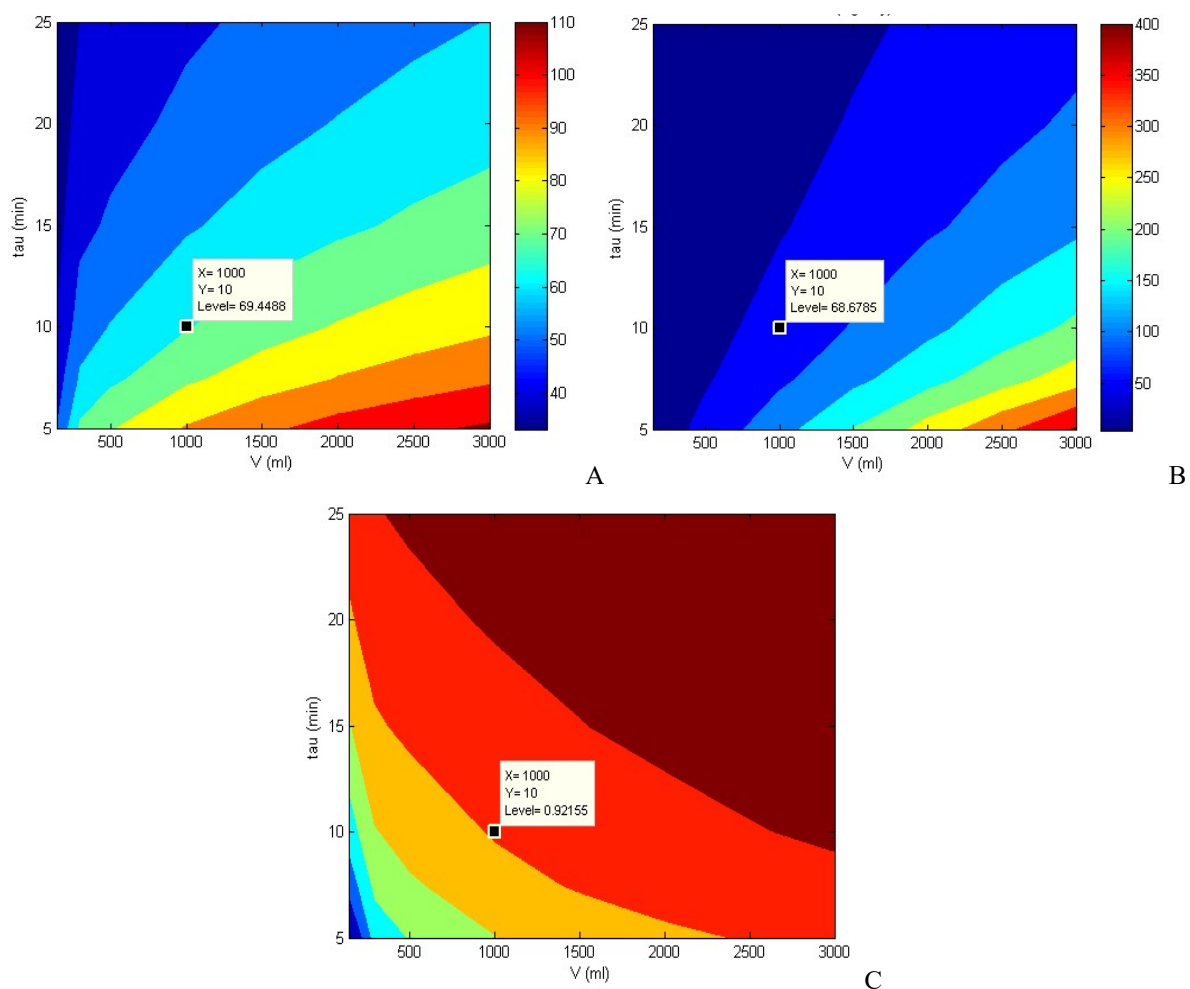 25
20
15
10
5
tau (min)
500 1000 1500 2000 2500 3000
V (ml)
110
100
90
80
70
60
50
40
X= 1000
Y= 10
Level= 69.4488
A
25
20
15
10
5
tau (min)
500 1000 1500 2000 2500 3000
V (ml)
400
350
300
250
200
150
100
50
X= 1000
Y= 10
Level= 68.6785
B
25
20
15
10
5
tau (min)
500 1000 1500 2000 2500 3000
V (ml)
X= 1000
Y= 10
Level= 0.92155
C